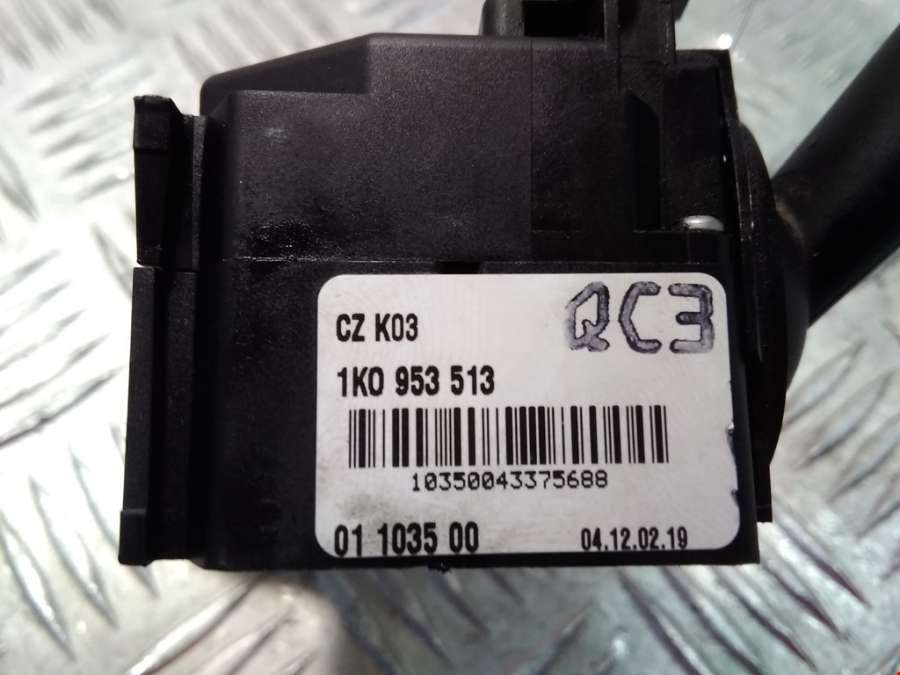 CZ K03
QC3
1K0 953 513
10350043375688
01 1035 00
04.12.02.19